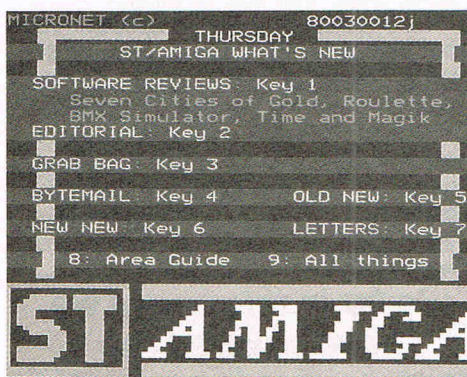 MICRONET (c) 80030012j
THURSDAY
ST/AMIGA WHAT'S NEW
SOFTWARE REVIEWS: Key 1
Seven Cities of Gold, Roulette,
BMX Simulator, Time and Magik
EDITORIAL: Key 2
GRAB BAG: Key 3
BYTEMAIL: Key 4 OLD NEW: Key 5
NEW NEW: Key 6 LETTERS: Key 7
8: Area Guide 9: All things
ST AMIGA